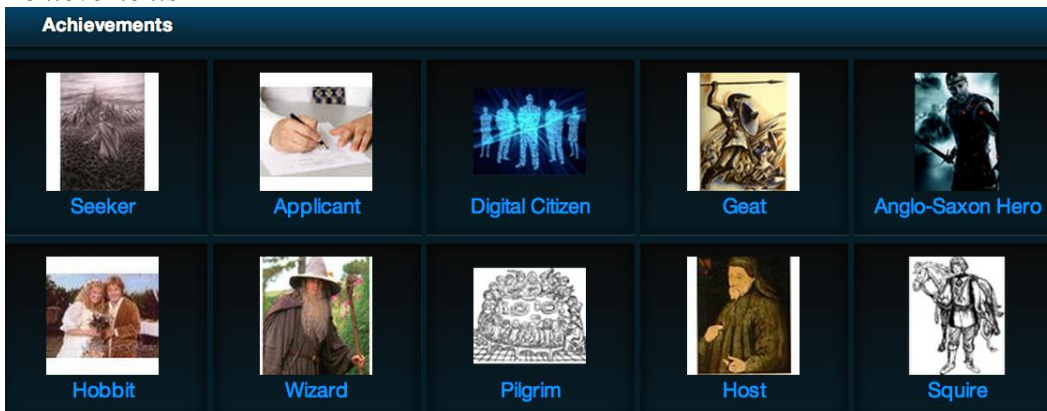 Achievements
Seeker Applicant Digital Citizen Geat Anglo-Saxon Hero
Hobbit Wizard Pilgrim Host Squire